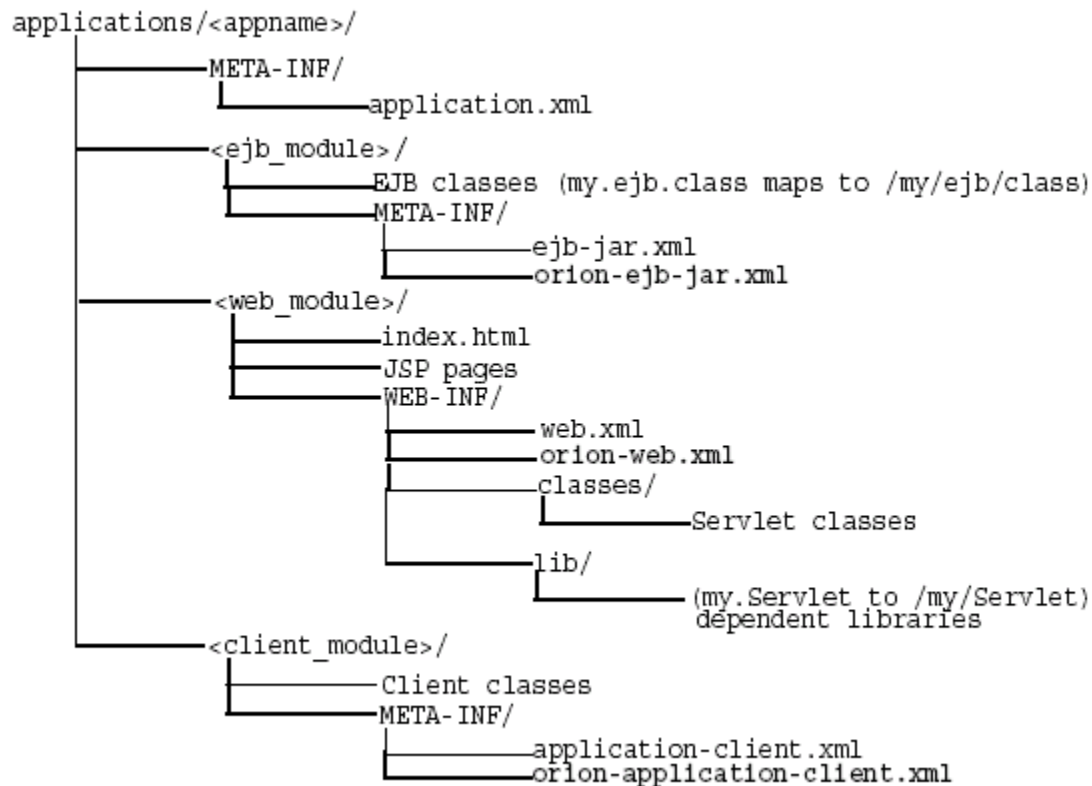 applications/<appname>/
META-INF/
application.xml
<ejb_module>/
EJB classes (my.ejb.class maps to /my/ejb/class)
META-INF/
ejb-jar.xml
orion-ejb-jar.xml
<web_module>/
index.html
JSP pages
WEB-INF/
web.xml
orion-web.xml
classes/
Servlet classes
lib/
(my.Servlet to /my/Servlet)
dependent libraries
<client_module>/
Client classes
META-INF/
application-client.xml
orion-application-client.xml